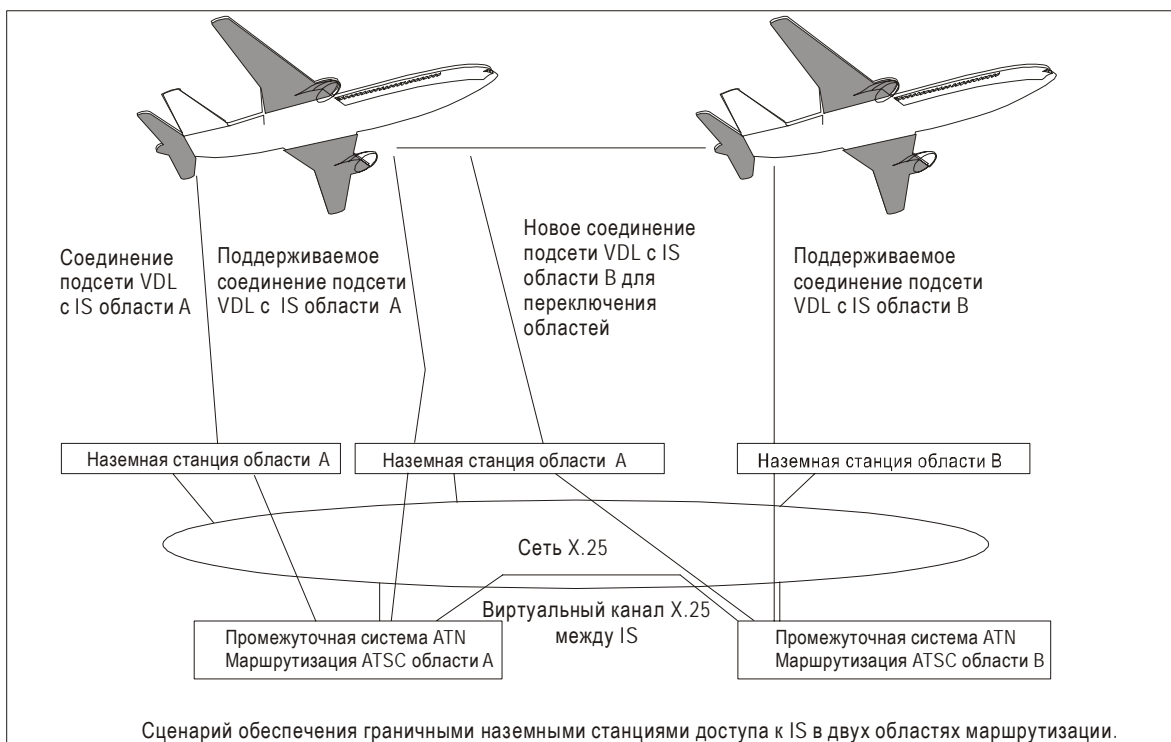 Соединение
подсети VDL
с IS области A
Поддерживаемое
соединение подсети
VDL с IS области A
Новое соединение
подсети VDL с IS
области B для
переключения
областей
Поддерживаемое
соединение подсети
VDL с IS области B
Наземная станция области A
Наземная станция области A
Наземная станция области B
Сеть X.25
Виртуальный канал X.25
между IS
Промежуточная система ATN
Маршрутизация ATSC области A
Промежуточная система ATN
Маршрутизация ATSC области B
Сценарий обеспечения граничными наземными станциями доступа к IS в двух областях маршрутизации.